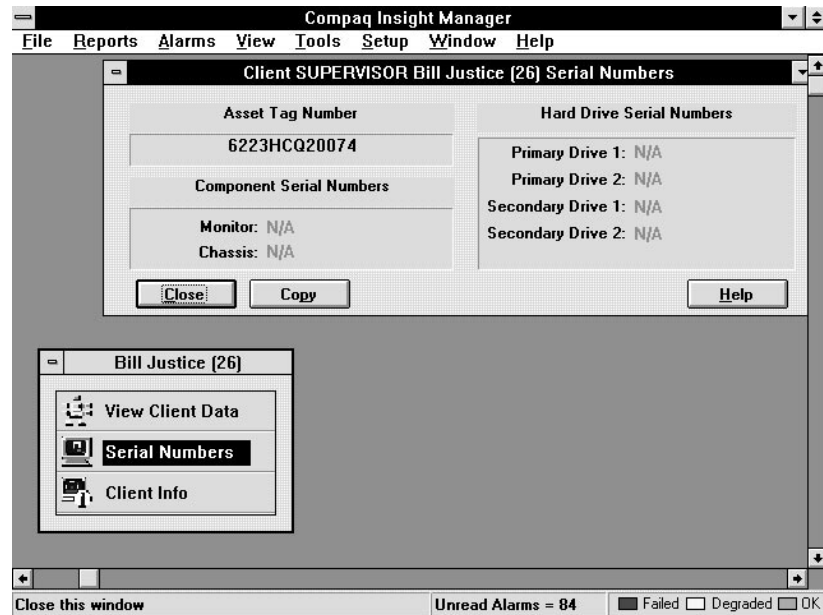 Compaq Insight Manager
File Reports Alarms View Tools Setup Window Help
Client SUPERVISOR Bill Justice (26) Serial Numbers
Asset Tag Number
6223HCQ20074
Component Serial Numbers
Monitor: N/A
Chassis: N/A
Hard Drive Serial Numbers
Primary Drive 1: N/A
Primary Drive 2: N/A
Secondary Drive 1: N/A
Secondary Drive 2: N/A
Close Copy Help
Bill Justice (26)
View Client Data
Serial Numbers
Client Info
Close this window Unread Alarms = 84 Failed Degraded OK